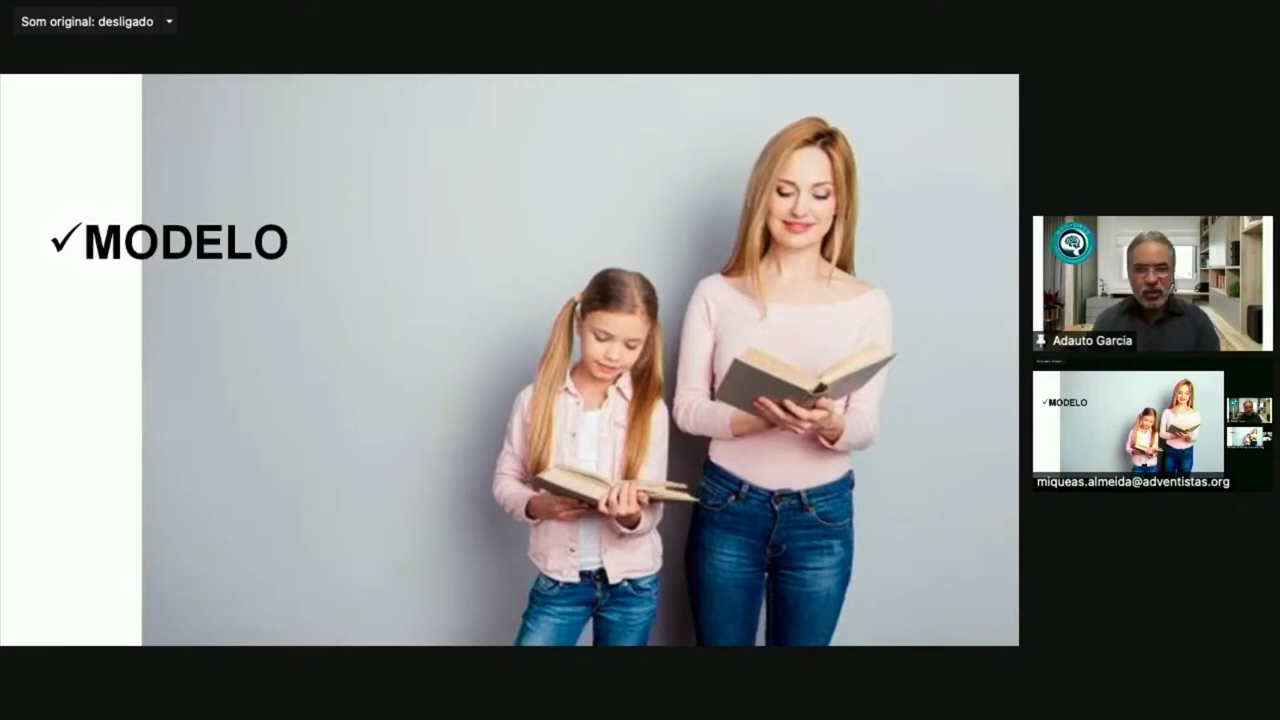 Som original: desligado
✓MODELO
Adauto Garcia
MODELO
miqueas.almeida@adventistas.org